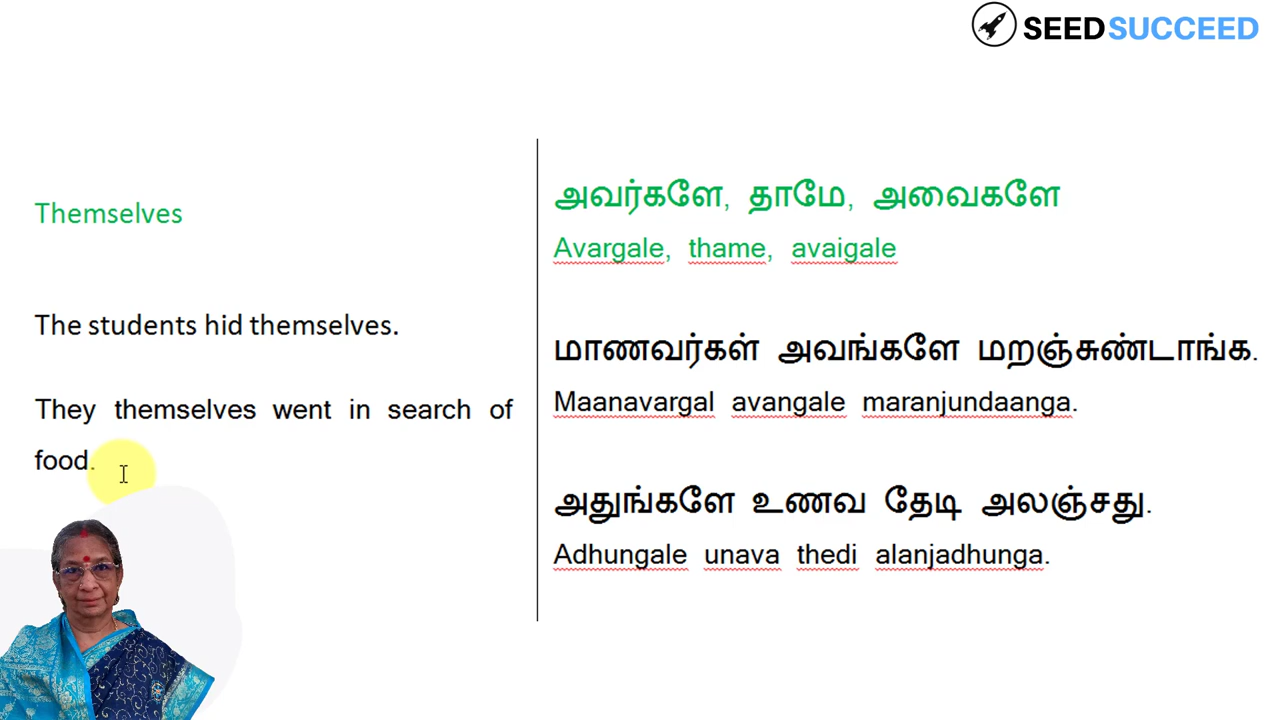 SEEDSUCCEED
Themselves
அவர்களே, தாமே, அவைகளே
Avargale, thame, avaigale
The students hid themselves.
மாணவர்கள் அவங்களே மறஞ்சுண்டாங்க.
Maanavargal avangale maranjundaanga.
They themselves went in search of
food.
அதுங்களே உணவ தேடி அலஞ்சது.
Adhungale unava thedi alanjadhunga.